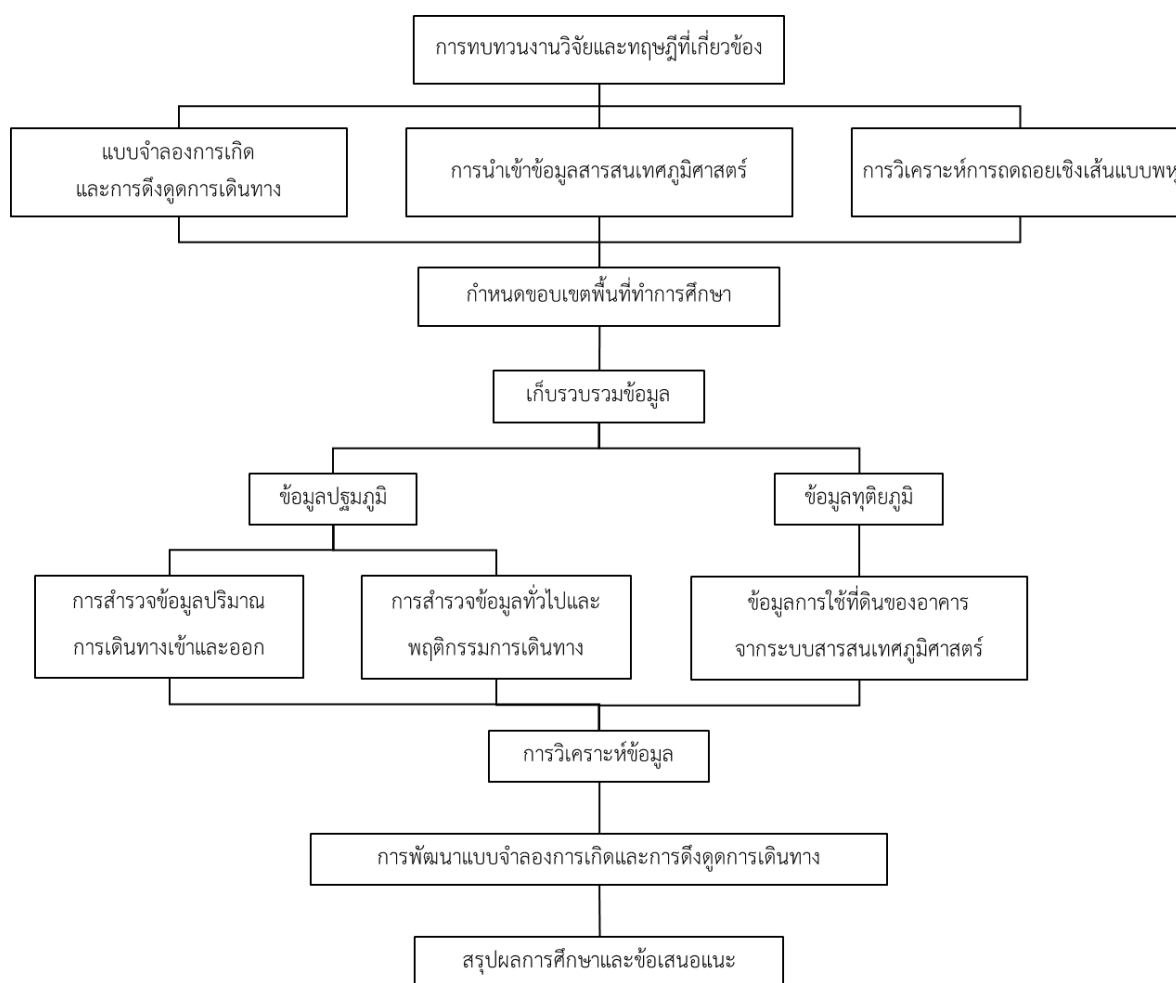 การทบทวนงานวิจัยและทฤษฎีที่เกี่ยวข้อง
แบบจำลองการเกิด
และการดึงดูดการเดินทาง
การนำเข้าข้อมูลสารสนเทศภูมิศาสตร์
การวิเคราะห์การถดถอยเชิงเส้นแบบพหุ
กำหนดขอบเขตพื้นที่ทำการศึกษา
เก็บรวบรวมข้อมูล
ข้อมูลปฐมภูมิ
ข้อมูลทุติยภูมิ
การสำรวจข้อมูลปริมาณ
การเดินทางเข้าและออก
การสำรวจข้อมูลทั่วไปและ
พฤติกรรมการเดินทาง
ข้อมูลการใช้ที่ดินของอาคาร
จากระบบสารสนเทศภูมิศาสตร์
การวิเคราะห์ข้อมูล
การพัฒนาแบบจำลองการเกิดและการดึงดูดการเดินทาง
สรุปผลการศึกษาและข้อเสนอแนะ